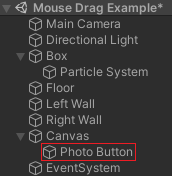 Mouse Drag Example*
Main Camera
Directional Light
Box
Particle System
Floor
Left Wall
Right Wall
Canvas
Photo Button
EventSystem